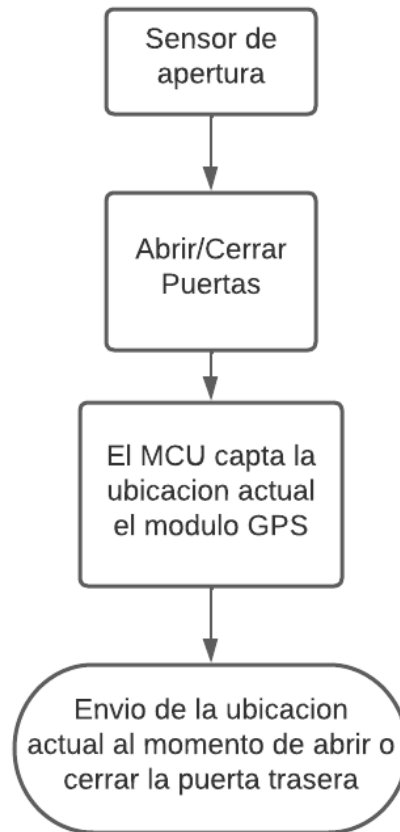 Sensor de
apertura
Abrir/Cerrar
Puertas
El MCU capta la
ubicacion actual
el modulo GPS
Envio de la ubicacion
actual al momento de abrir o
cerrar la puerta trasera